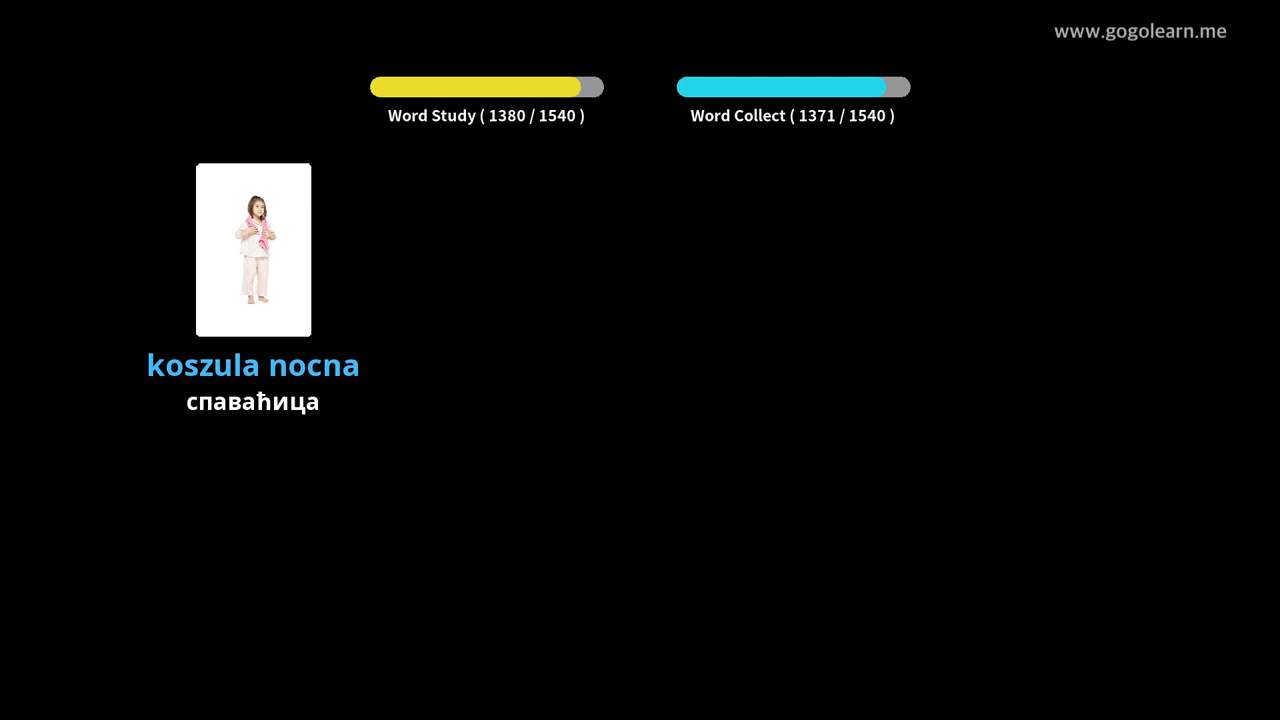 www.gogolearn.me
Word Study ( 1380 / 1540 )
Word Collect ( 1371 / 1540 )
koszula nocna
спаваћица